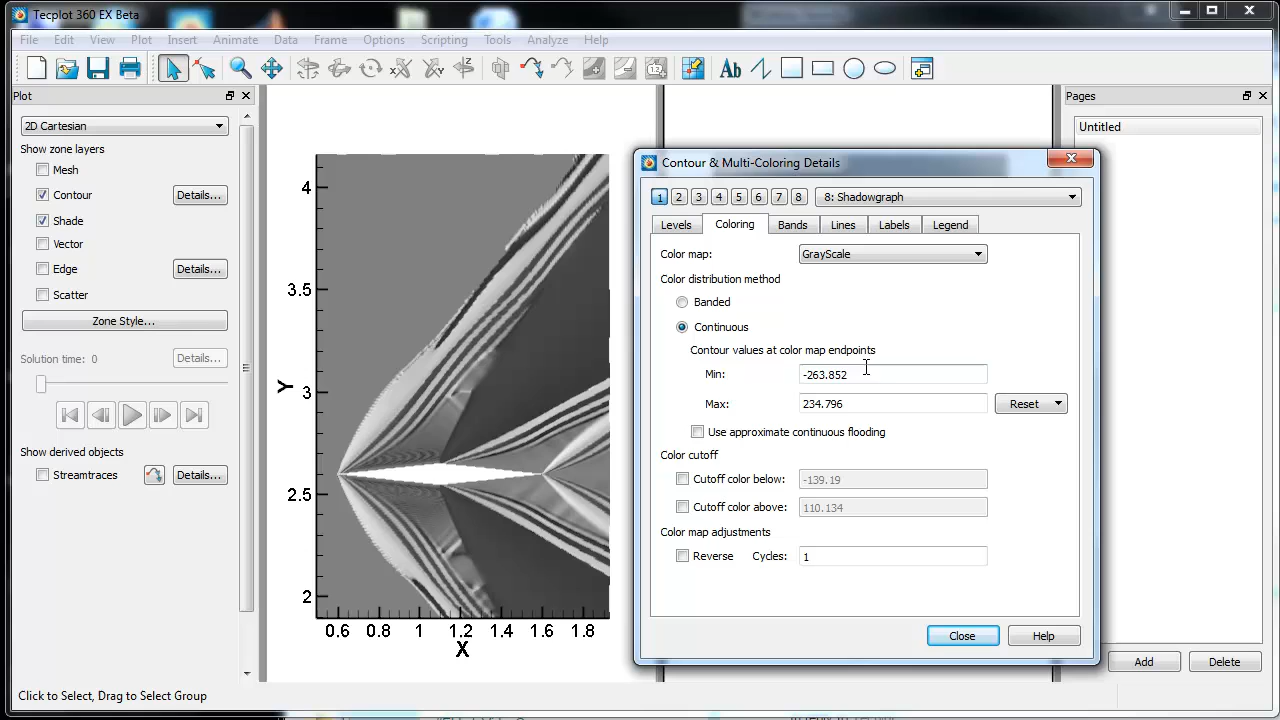 Tecplot 360 EX Beta
File Edit View Plot Insert Animate Data Frame Options Scripting Tools Analyze Help
Plot
2D Cartesian
Show zone layers
Mesh
Contour Details...
Shade
Vector
Edge Details...
Scatter
Zone Style...
Solution time: 0 Details...
Show derived objects
Streamtraces Details...
Click to Select, Drag to Select Group
4
3.5
3
2.5
2
Y
0.6 0.8 1 1.2 1.4 1.6 1.8
X
Contour & Multi-Coloring Details
1 2 3 4 5 6 7 8 8: Shadowgraph
Levels Coloring Bands Lines Labels Legend
Color map: GrayScale
Color distribution method
Banded
Continuous
Contour values at color map endpoints
Min: -263.852
Max: 234.796 Reset
Use approximate continuous flooding
Color cutoff
Cutoff color below: -139.19
Cutoff color above: 110.134
Color map adjustments
Reverse Cycles: 1
Close Help
Pages
Untitled
Add Delete